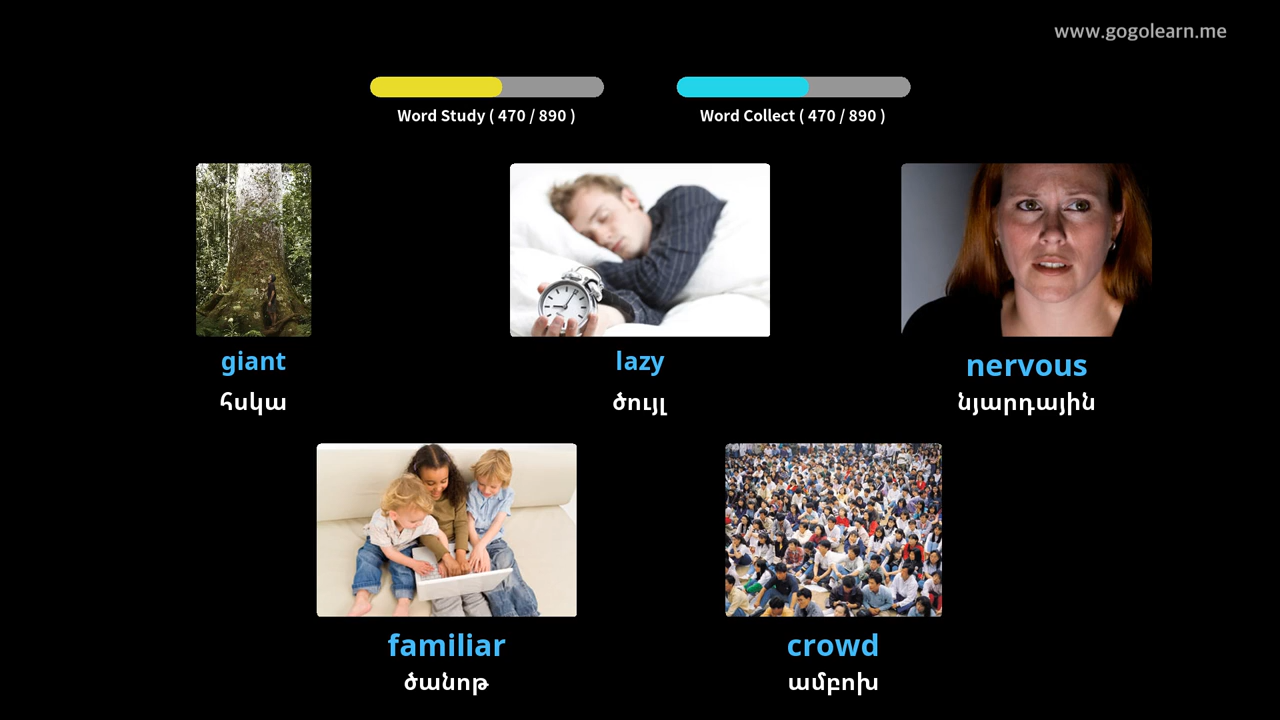 www.gogolearn.me
Word Study ( 470 / 890 )
Word Collect ( 470 / 890 )
giant
հսկա
lazy
ծույլ
nervous
նյարդային
familiar
ծանոթ
crowd
ամբոխ